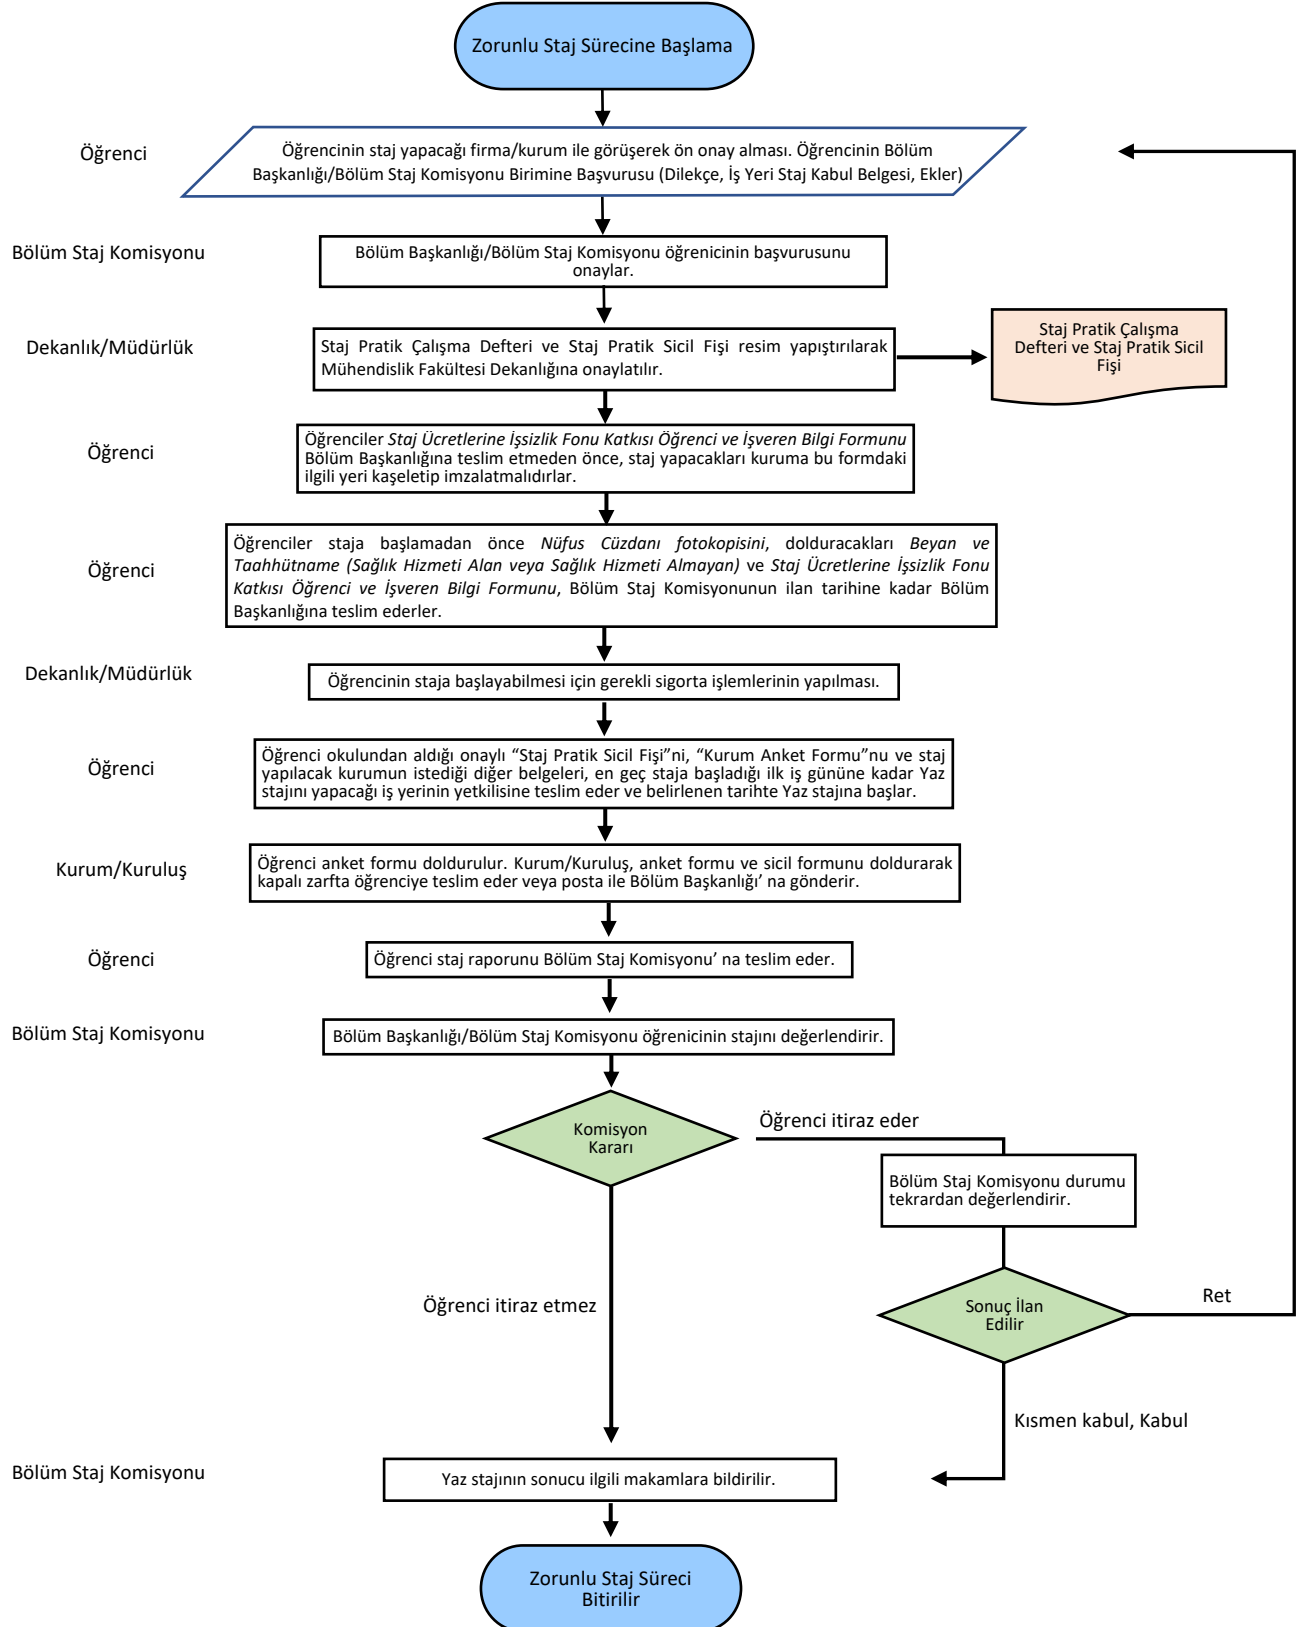 Zorunlu Staj Sürecine Başlama
Öğrenci
Öğrencinin staj yapacağı firma/kurum ile görüşerek ön onay alması. Öğrencinin Bölüm
Başkanlığı/Bölüm Staj Komisyonu Birimine Başvurusu (Dilekçe, İş Yeri Staj Kabul Belgesi, Ekler)
Bölüm Staj Komisyonu
Bölüm Başkanlığı/Bölüm Staj Komisyonu öğrenicinin başvurusunu
onaylar.
Dekanlık/Müdürlük
Staj Pratik Çalışma Defteri ve Staj Pratik Sicil Fişi resim yapıştırılarak
Mühendislik Fakültesi Dekanlığına onaylatılır.
Staj Pratik Çalışma
Defteri ve Staj Pratik Sicil
Fişi
Öğrenci
Öğrenciler Staj Ücretlerine İşsizlik Fonu Katkısı Öğrenci ve İşveren Bilgi Formunu
Bölüm Başkanlığına teslim etmeden önce, staj yapacakları kuruma bu formdaki
ilgili yeri kaşeletip imzalatmalıdırlar.
Öğrenci
Öğrenciler staja başlamadan önce Nüfus Cüzdanı fotokopisini, dolduracakları Beyan ve
Taahhütname (Sağlık Hizmeti Alan veya Sağlık Hizmeti Almayan) ve Staj Ücretlerine İşsizlik Fonu
Katkısı Öğrenci ve İşveren Bilgi Formunu, Bölüm Staj Komisyonunun ilan tarihine kadar Bölüm
Başkanlığına teslim ederler.
Dekanlık/Müdürlük
Öğrencinin staja başlayabilmesi için gerekli sigorta işlemlerinin yapılması.
Öğrenci
Öğrenci okulundan aldığı onaylı “Staj Pratik Sicil Fişi”ni, “Kurum Anket Formu”nu ve staj
yapılacak kurumun istediği diğer belgeleri, en geç staja başladığı ilk iş gününe kadar Yaz
stajını yapacağı iş yerinin yetkilisine teslim eder ve belirlenen tarihte Yaz stajına başlar.
Kurum/Kuruluş
Öğrenci anket formu doldurulur. Kurum/Kuruluş, anket formu ve sicil formunu doldurarak
kapalı zarfta öğrenciye teslim eder veya posta ile Bölüm Başkanlığı’ na gönderir.
Öğrenci
Öğrenci staj raporunu Bölüm Staj Komisyonu’ na teslim eder.
Bölüm Staj Komisyonu
Bölüm Başkanlığı/Bölüm Staj Komisyonu öğrenicinin stajını değerlendirir.
Komisyon
Kararı
Öğrenci itiraz eder
Bölüm Staj Komisyonu durumu
tekrardan değerlendirir.
Öğrenci itiraz etmez
Sonuç İlan
Edilir
Ret
Kısmen kabul, Kabul
Bölüm Staj Komisyonu
Yaz stajının sonucu ilgili makamlara bildirilir.
Zorunlu Staj Süreci
Bitirilir